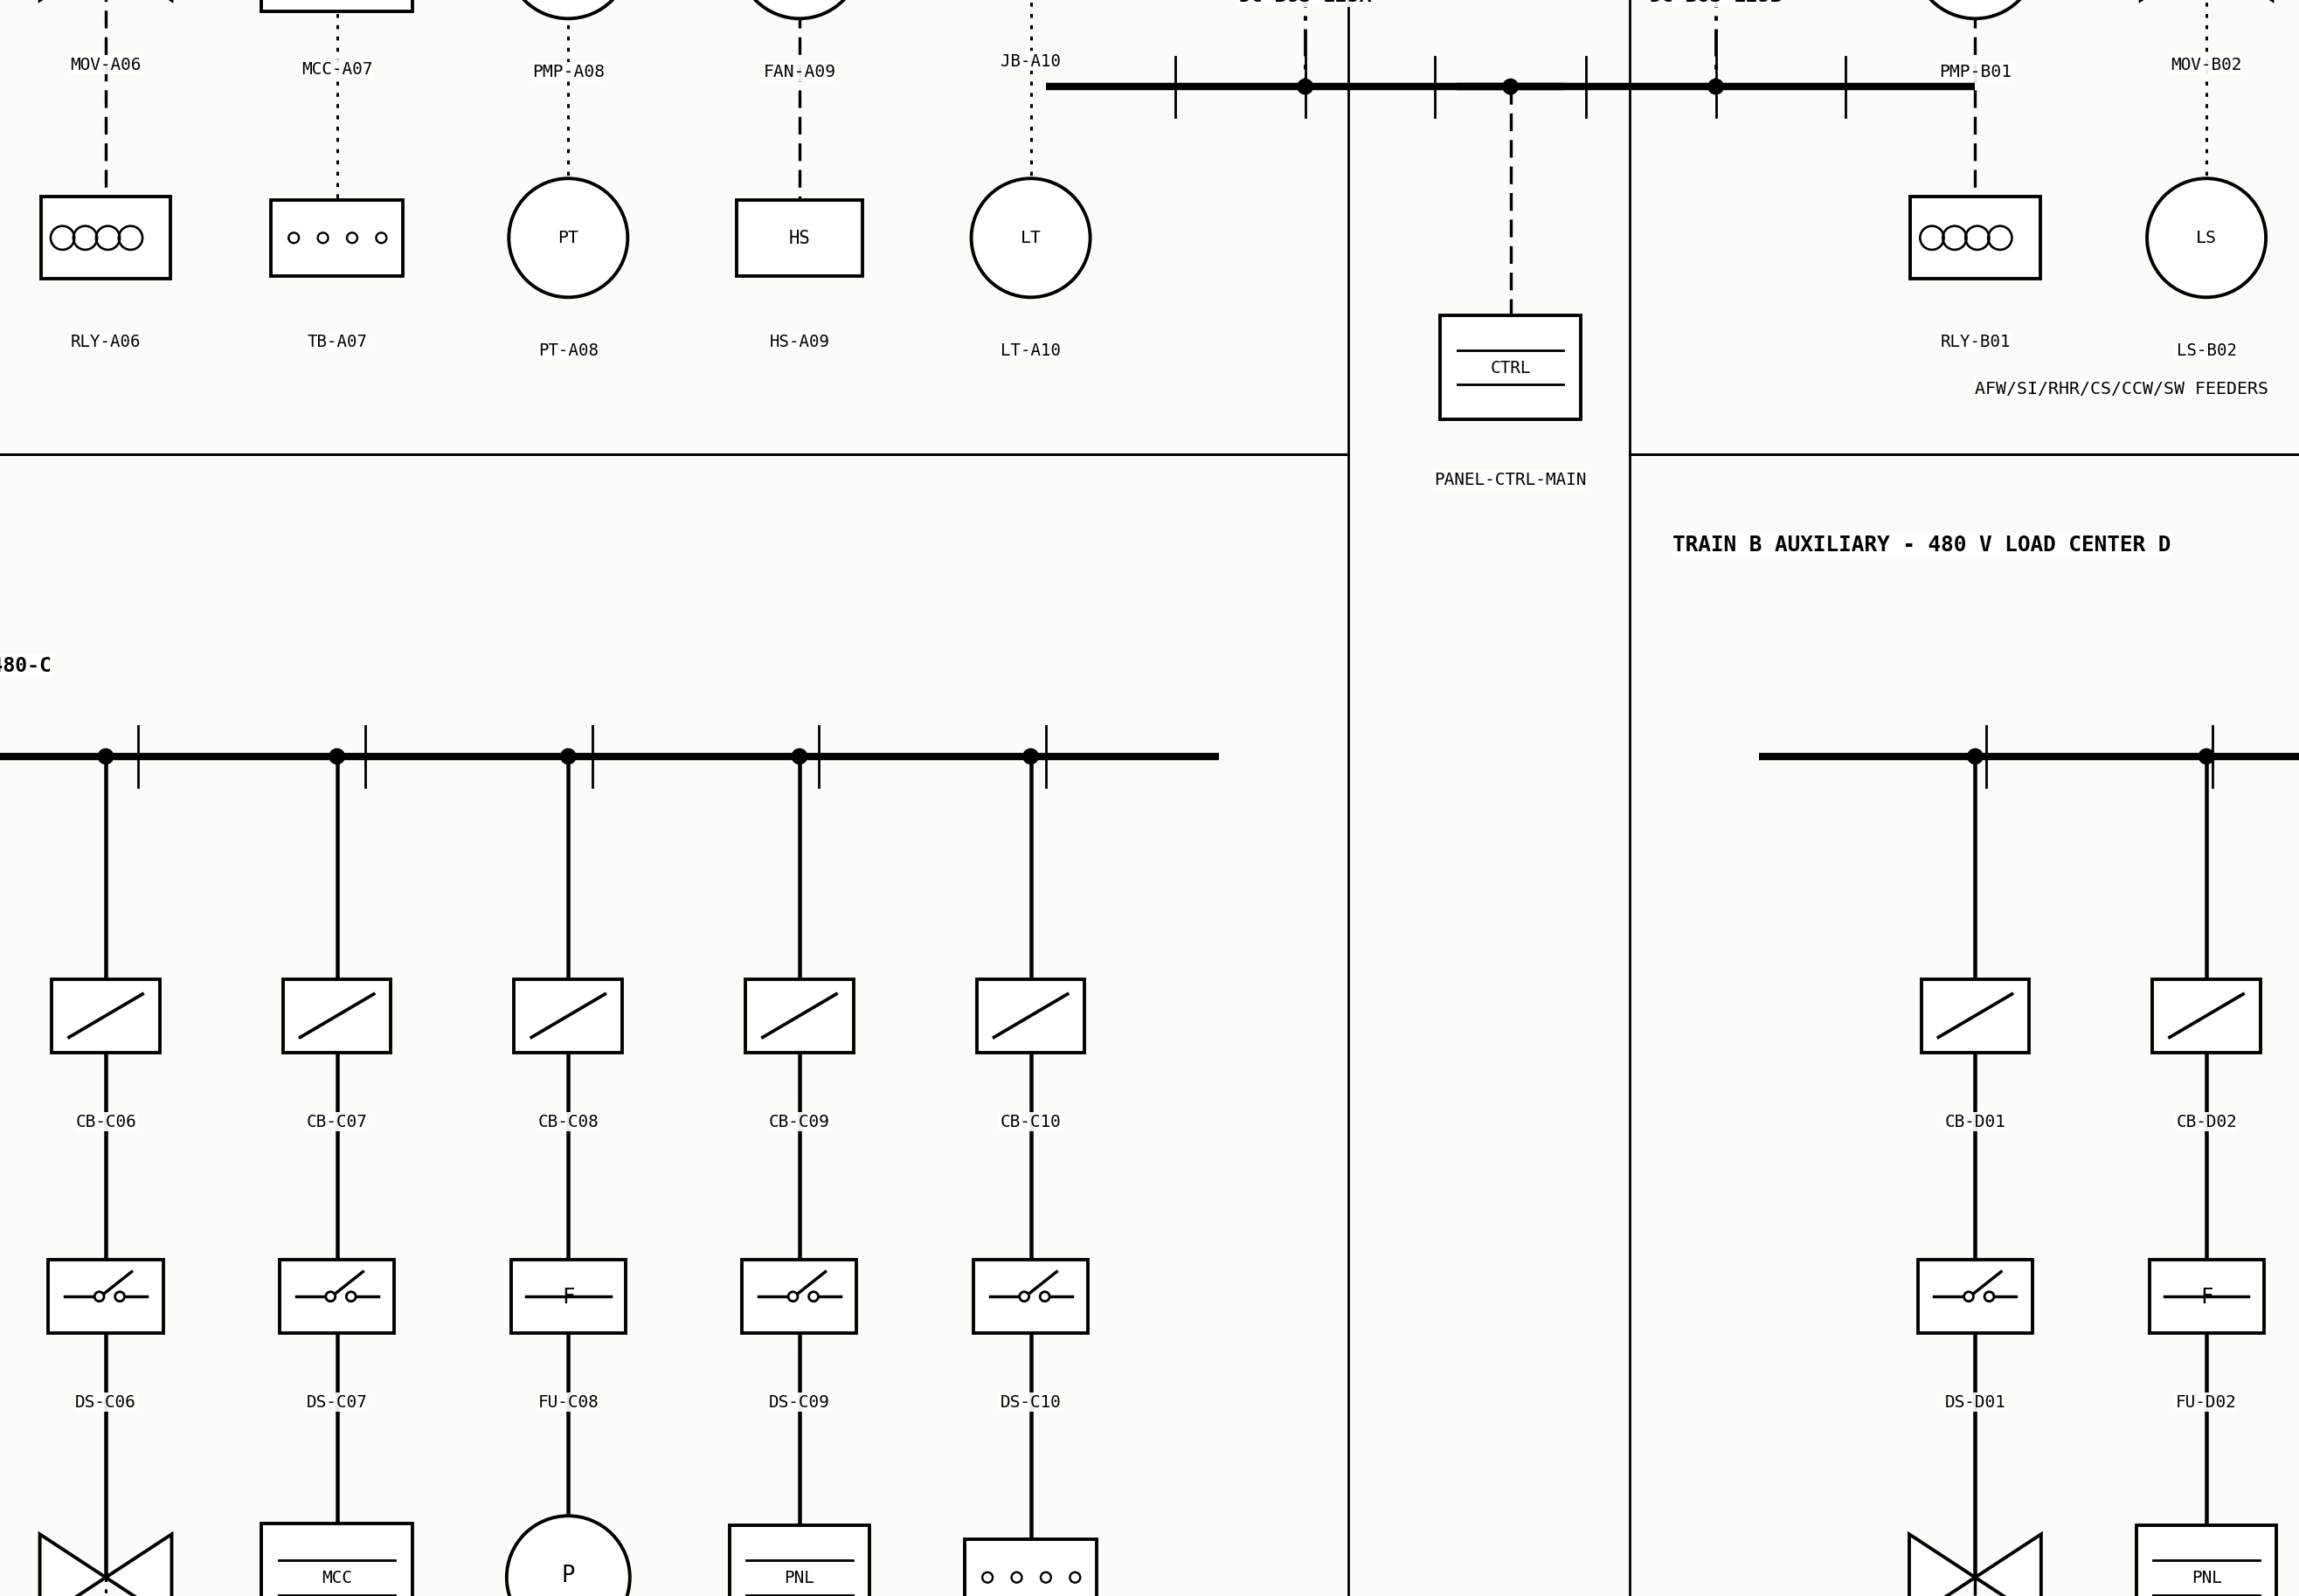 MOV-A06
MCC-A07
PMP-A08
FAN-A09
JB-A10
PMP-B01
MOV-B02
PT
HS
LT
LS
RLY-A06
TB-A07
PT-A08
HS-A09
LT-A10
RLY-B01
LS-B02
CTRL
AFW/SI/RHR/CS/CCW/SW FEEDERS
PANEL-CTRL-MAIN
TRAIN B AUXILIARY - 480 V LOAD CENTER D
480-C
CB-C06
CB-C07
CB-C08
CB-C09
CB-C10
CB-D01
CB-D02
F
F
DS-C06
DS-C07
FU-C08
DS-C09
DS-C10
DS-D01
FU-D02
MCC
P
PNL
PNL